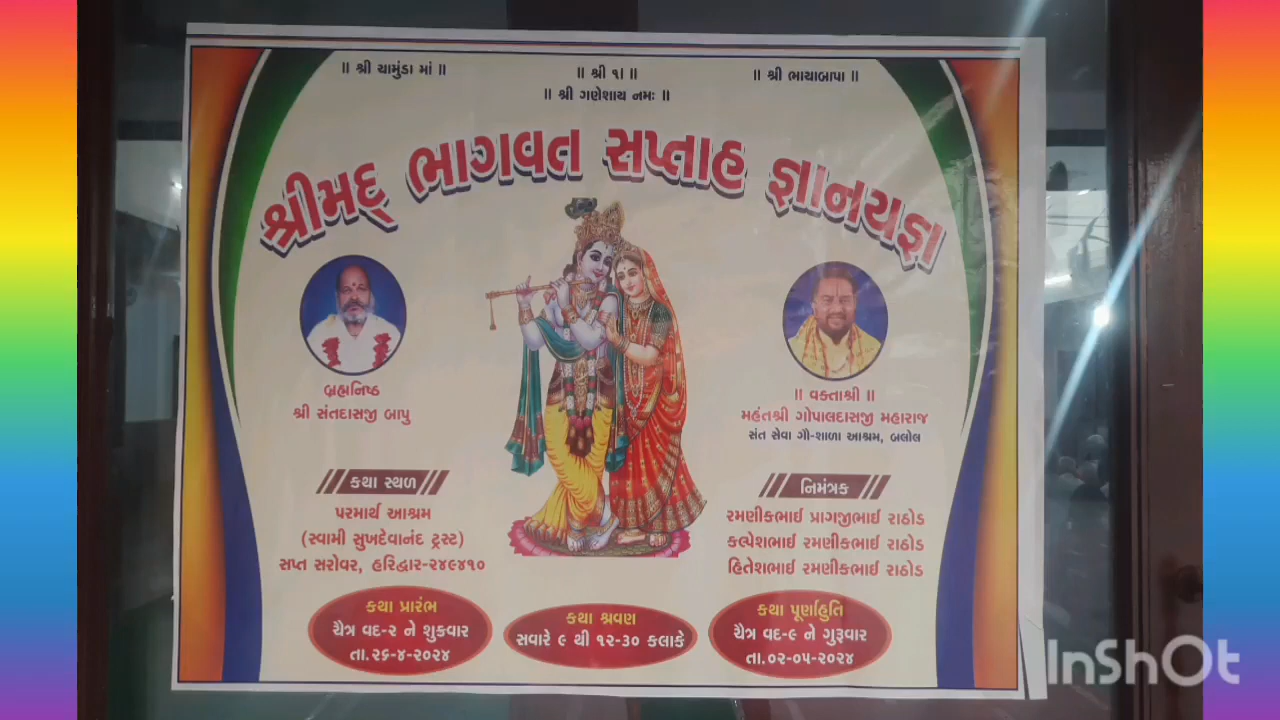 ॥ શ્રી ચામુંડા માં ॥
॥ શ્રી ૧ા ॥
॥ શ્રી ભાયાબાપા ॥
॥ શ્રી ગણેશાય નમઃ ॥
શ્રીમદ્ ભાગવત સપ્તાહ જ્ઞાનયજ્ઞ
બ્રહ્મનિષ્ઠ
શ્રી સંતદાસજી બાપુ
॥ વક્તાશ્રી ॥
મહંતશ્રી ગોપાલદાસજી મહારાજ
સંત સેવા ગૌ-શાળા આશ્રમ, બલોલ
કથા સ્થળ
પરમાર્થ આશ્રમ
(સ્વામી સુખદેવાનંદ ટ્રસ્ટ)
સપ્ત સરોવર, હરિદ્વાર-૨૪૯૪૧૦
નિમંત્રક
રમણીકભાઈ પ્રાગજીભાઈ રાઠોડ
કલ્પેશભાઈ રમણીકભાઈ રાઠોડ
હિતેશભાઈ રમણીકભાઈ રાઠોડ
કથા પ્રારંભ
ચૈત્ર વદ-૨ ને શુક્રવાર
તા.૨૬-૪-૨૦૨૪
કથા શ્રવણ
સવારે ૯ થી ૧૨-૩૦ કલાકે
કથા પૂર્ણાહુતિ
ચૈત્ર વદ-૯ ને ગુરૂવાર
તા.૦૨-૦૫-૨૦૨૪
InShOt